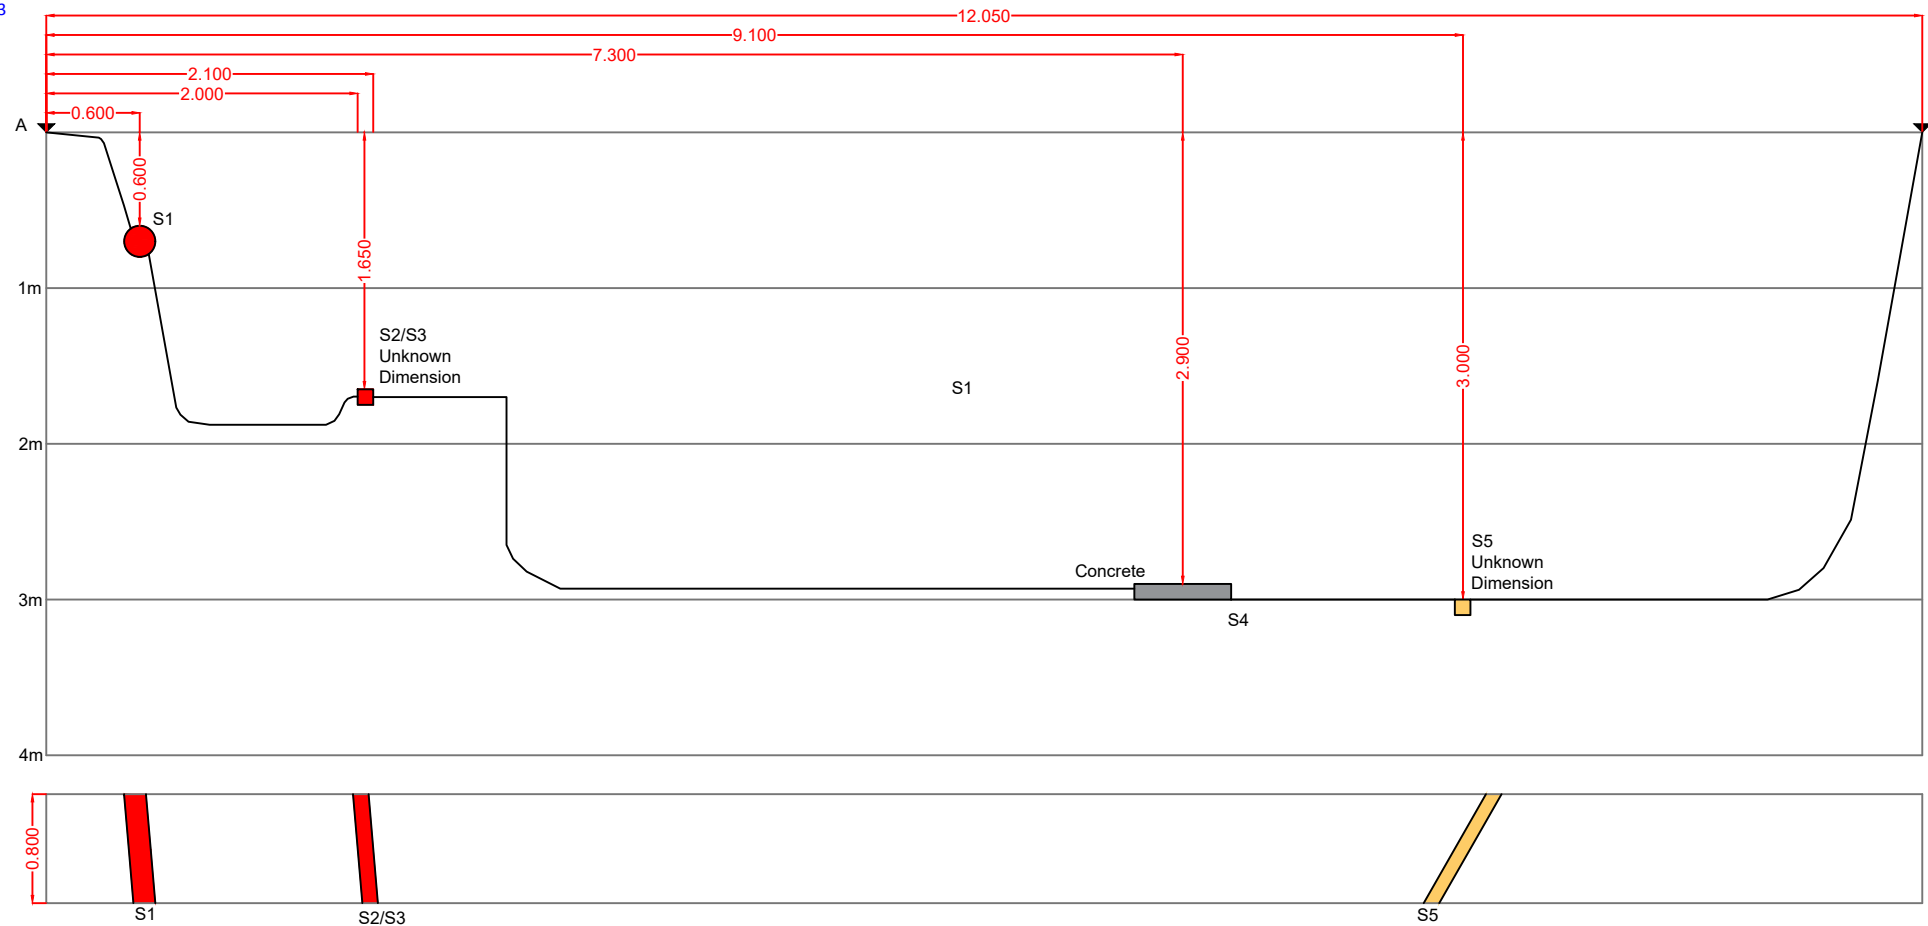 3
12.050
9.100
7.300
2.100
2.000
0.600
A
0.600
S1
1.650
1m
S2/S3
Unknown
Dimension
2.900
3.000
S1
2m
S5
Unknown
Dimension
Concrete
3m
S4
4m
0.800
S1
S2/S3
S5